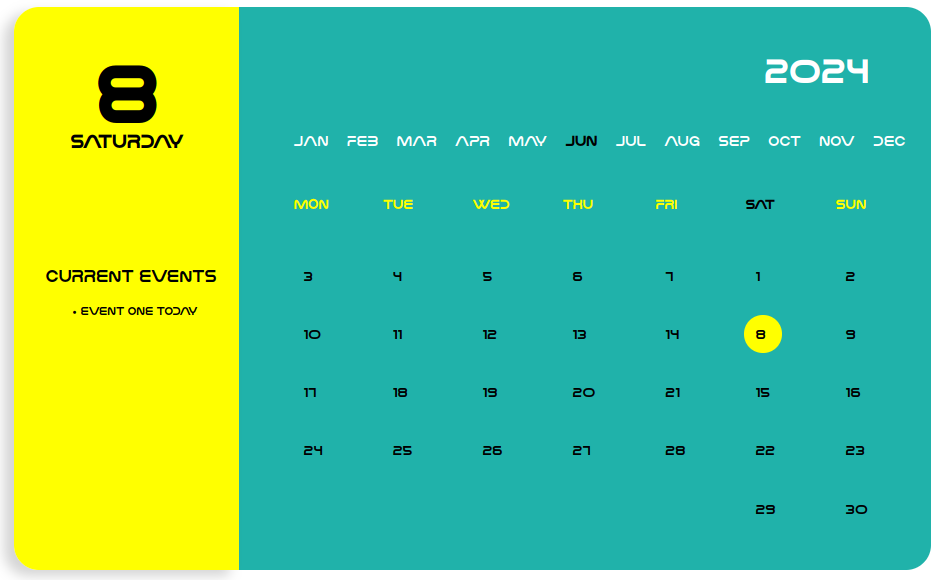 8
SATURDAY
CURRENT EVENTS
• EVENT ONE TODAY
2024
JAN FEB MAR APR MAY JUN JUL AUG SEP OCT NOV DEC
MON TUE WED THU FRI SAT SUN
3 4 5 6 7 1 2
10 11 12 13 14 8 9
17 18 19 20 21 15 16
24 25 26 27 28 22 23
29 30